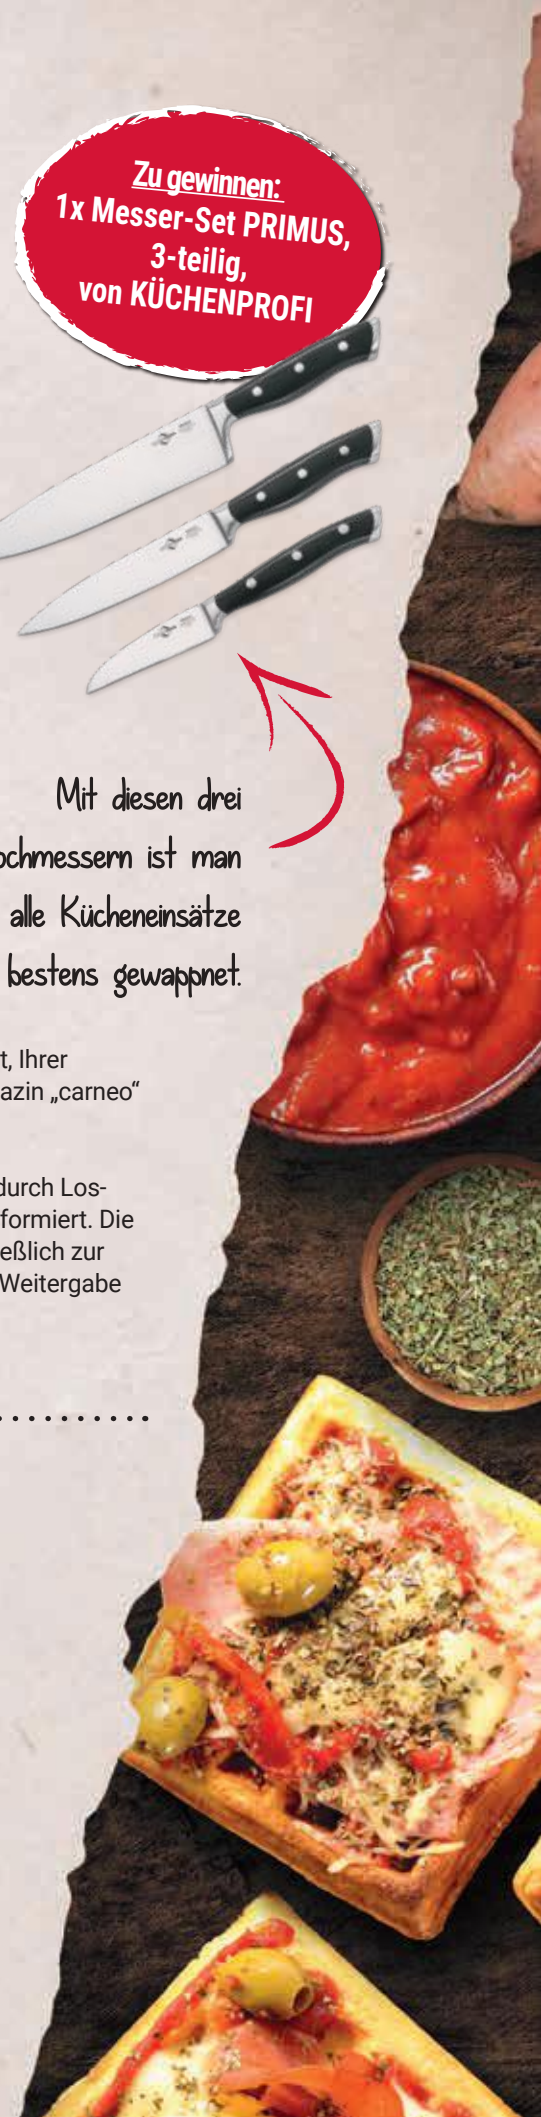 Zu gewinnen:
1x Messer-Set PRIMUS,
3-teilig,
von KÜCHENPROFI
Mit diesen drei
ochmessern ist man
alle Kücheneinsätze
bestens gewappnet.
t, Ihrer
azin „carneo“
durch Los-
formiert. Die
eßlich zur
Weitergabe